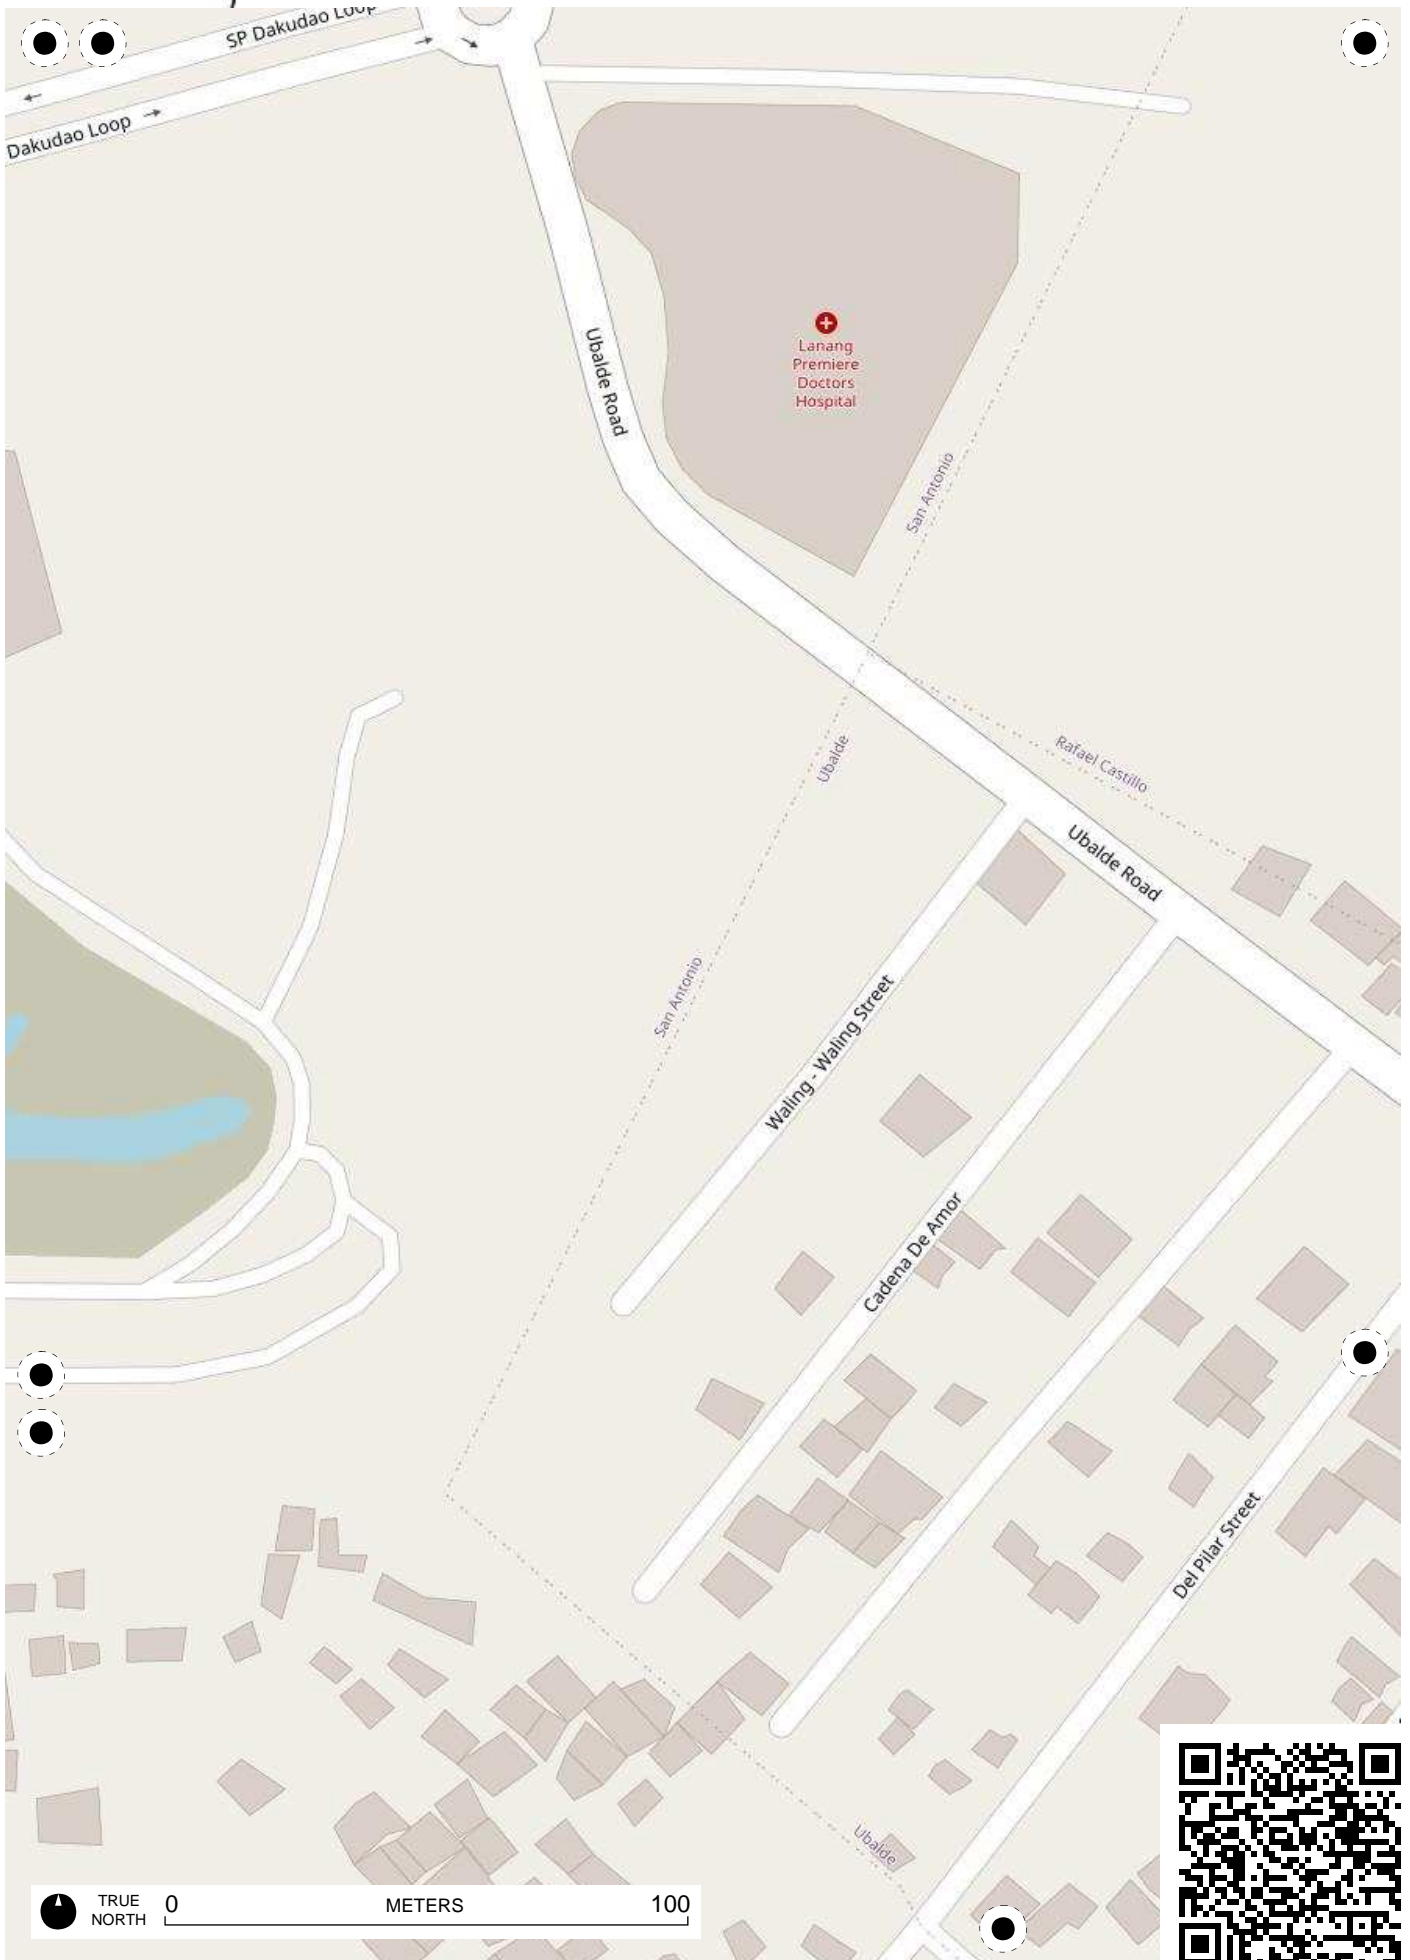 SP Dakudao Loop
Dakudao Loop
Ubalde Road
Lanang
Premiere
Doctors
Hospital
San Antonio
Ubalde
Rafael Castillo
Ubalde Road
San Antonio
Waling - Waling Street
Cadena De Amor
Del Pilar Street
Ubalde
TRUE
NORTH
0 METERS 100